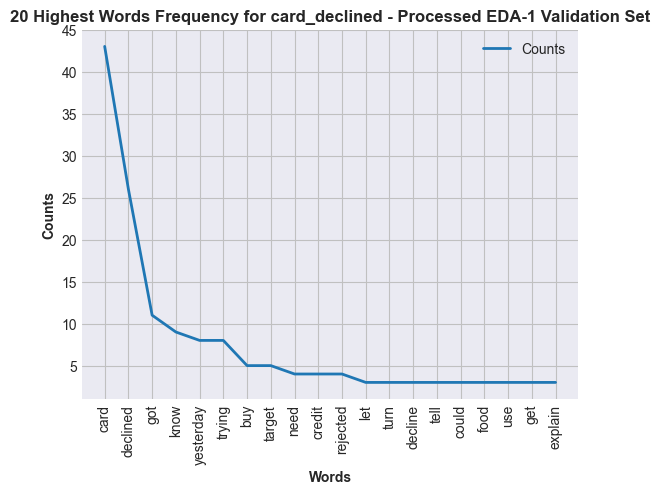 20 Highest Words Frequency for card_declined - Processed EDA-1 Validation Set
Counts
45
40
35
30
25
20
15
10
5
Counts
card
declined
got
know
yesterday
trying
buy
target
need
credit
rejected
let
turn
decline
tell
could
food
use
get
explain
Words